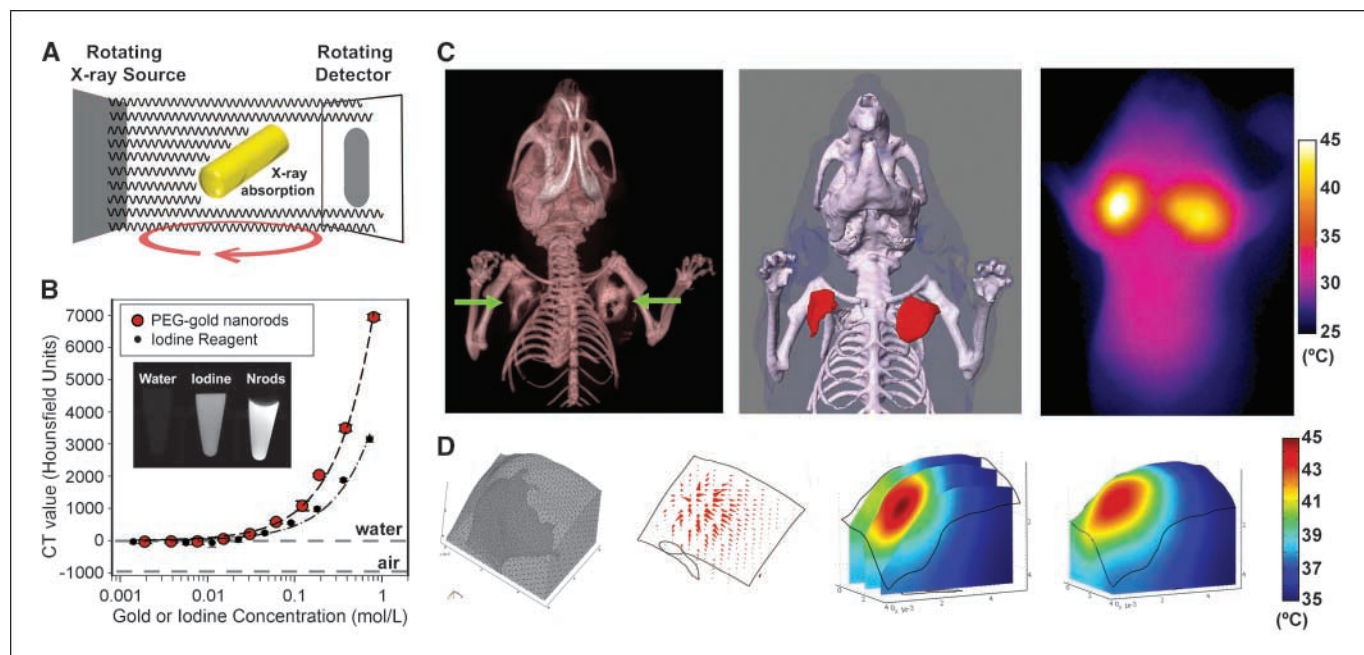 A
Rotating
X-ray Source
Rotating
Detector
X-ray
absorption
B
CT value (Hounsfield Units)
7000
6000
5000
4000
3000
2000
1000
0
-1000
PEG-gold nanorods
Iodine Reagent
Water Iodine Nrods
water
air
0.001 0.01 0.1 1
Gold or Iodine Concentration (mol/L)
C
45
40
35
30
25
(ºC)
D
45
43
41
39
37
35
(ºC)